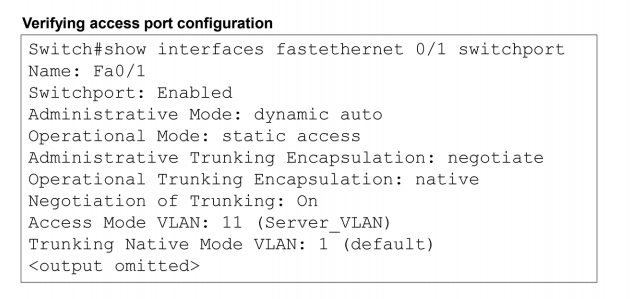 Verifying access port configuration
Switch#show interfaces fastethernet 0/1 switchport
Name: Fa0/1
Switchport: Enabled
Administrative Mode: dynamic auto
Operational Mode: static access
Administrative Trunking Encapsulation: negotiate
Operational Trunking Encapsulation: native
Negotiation of Trunking: On
Access Mode VLAN: 11 (Server_VLAN)
Trunking Native Mode VLAN: 1 (default)
<output omitted>